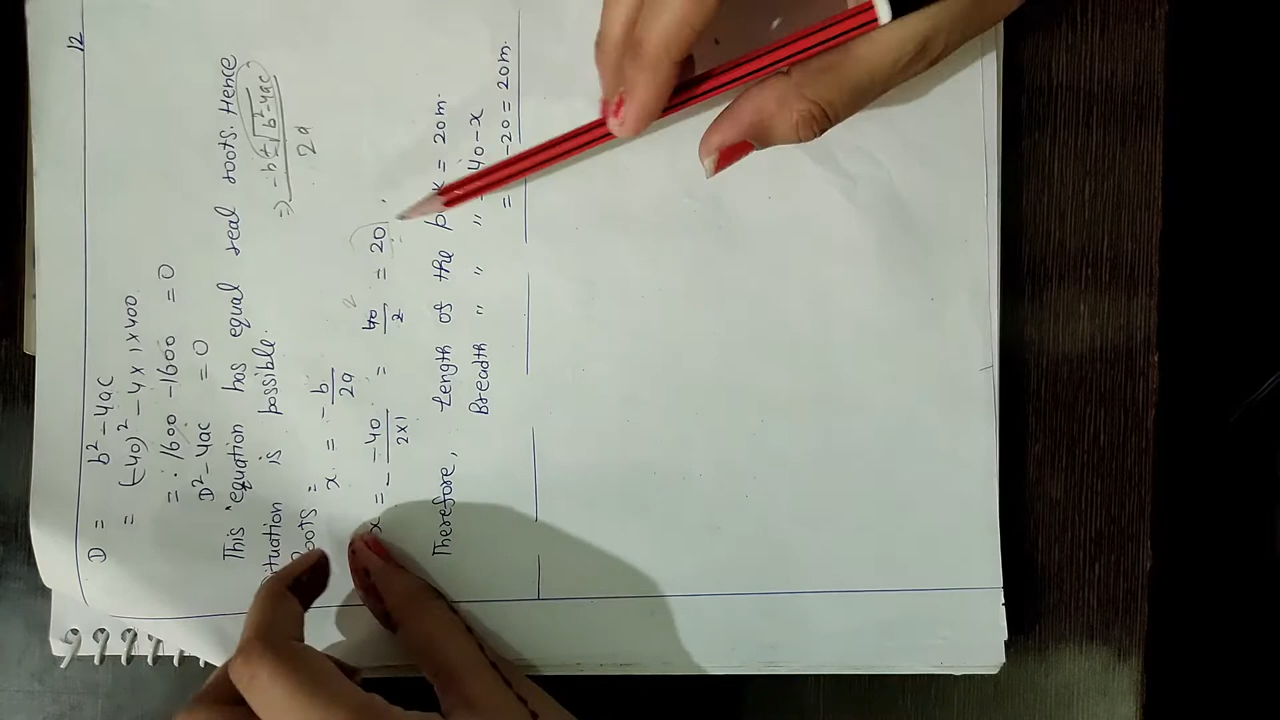 12
D = b² - 4ac
= (-40)² - 4 × 1 × 400
= 1600 - 1600 = 0
D² - 4ac = 0
This equation has equal real roots. Hence
situation is possible.
⇒ -b ± √b² - 4ac / 2a
Roots =
x = - b/2a
x = - -40/2×1 = 40/2 = 20
2
Therefore, Length of the x = 20m.
Breadth " " " 40-x
= -20 = 20m.